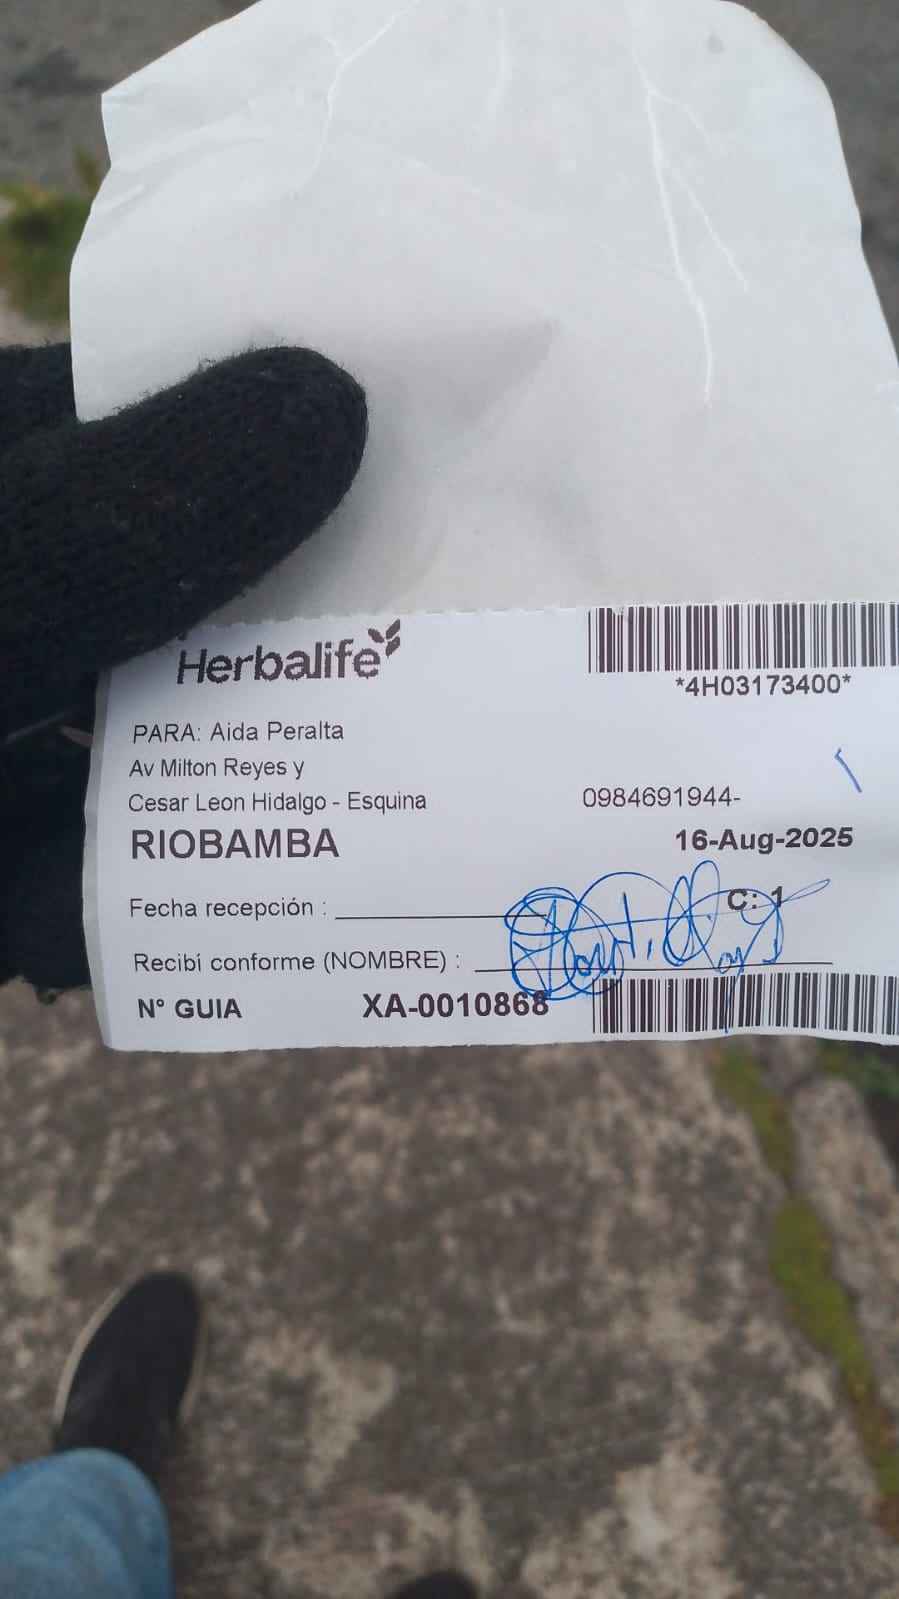 Herbalife
*4H03173400*
PARA: Aida Peralta
Av Milton Reyes y
Cesar Leon Hidalgo - Esquina 0984691944-
RIOBAMBA 16-Aug-2025
C: 1
Fecha recepción :
Recibí conforme (NOMBRE) :
N° GUIA XA-0010868